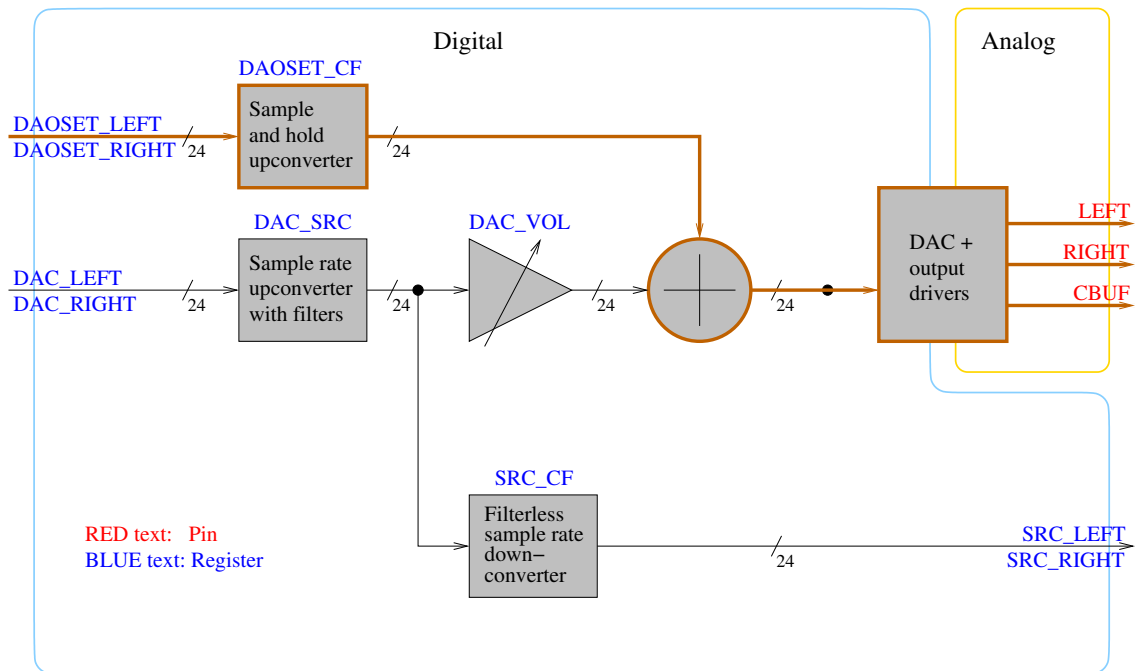 Digital
Analog
DAOSET_CF
DAOSET_LEFT
DAOSET_RIGHT
24
Sample
and hold
upconverter
24
DAC_SRC
DAC_VOL
DAC_LEFT
DAC_RIGHT
24
Sample rate
upconverter
with filters
24
24
24
DAC +
output
drivers
LEFT
RIGHT
CBUF
SRC_CF
Filterless
sample rate
down–
converter
24
SRC_LEFT
SRC_RIGHT
RED text: Pin
BLUE text: Register